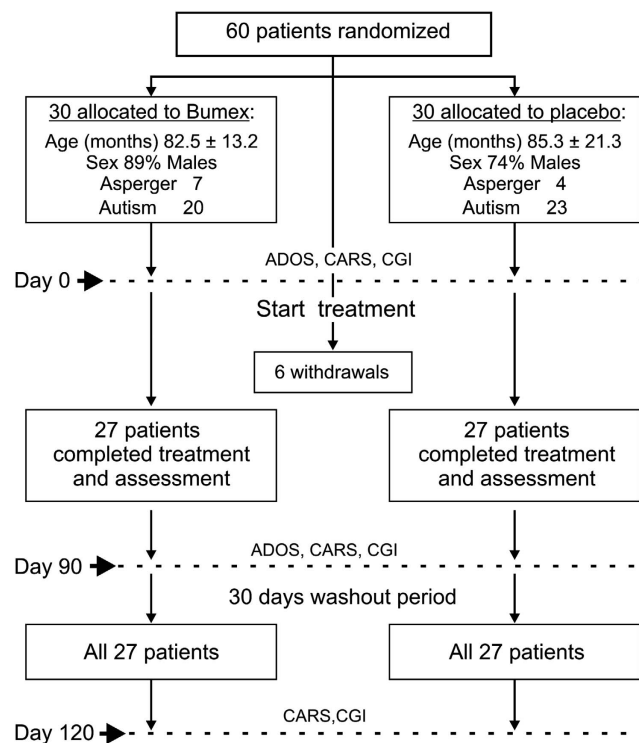 60 patients randomized
30 allocated to Bumex:
Age (months) 82.5 ± 13.2
Sex 89% Males
Asperger 7
Autism 20
30 allocated to placebo:
Age (months) 85.3 ± 21.3
Sex 74% Males
Asperger 4
Autism 23
ADOS, CARS, CGI
Day 0
Start treatment
6 withdrawals
27 patients
completed treatment
and assessment
27 patients
completed treatment
and assessment
ADOS, CARS, CGI
Day 90
30 days washout period
All 27 patients
All 27 patients
CARS,CGI
Day 120